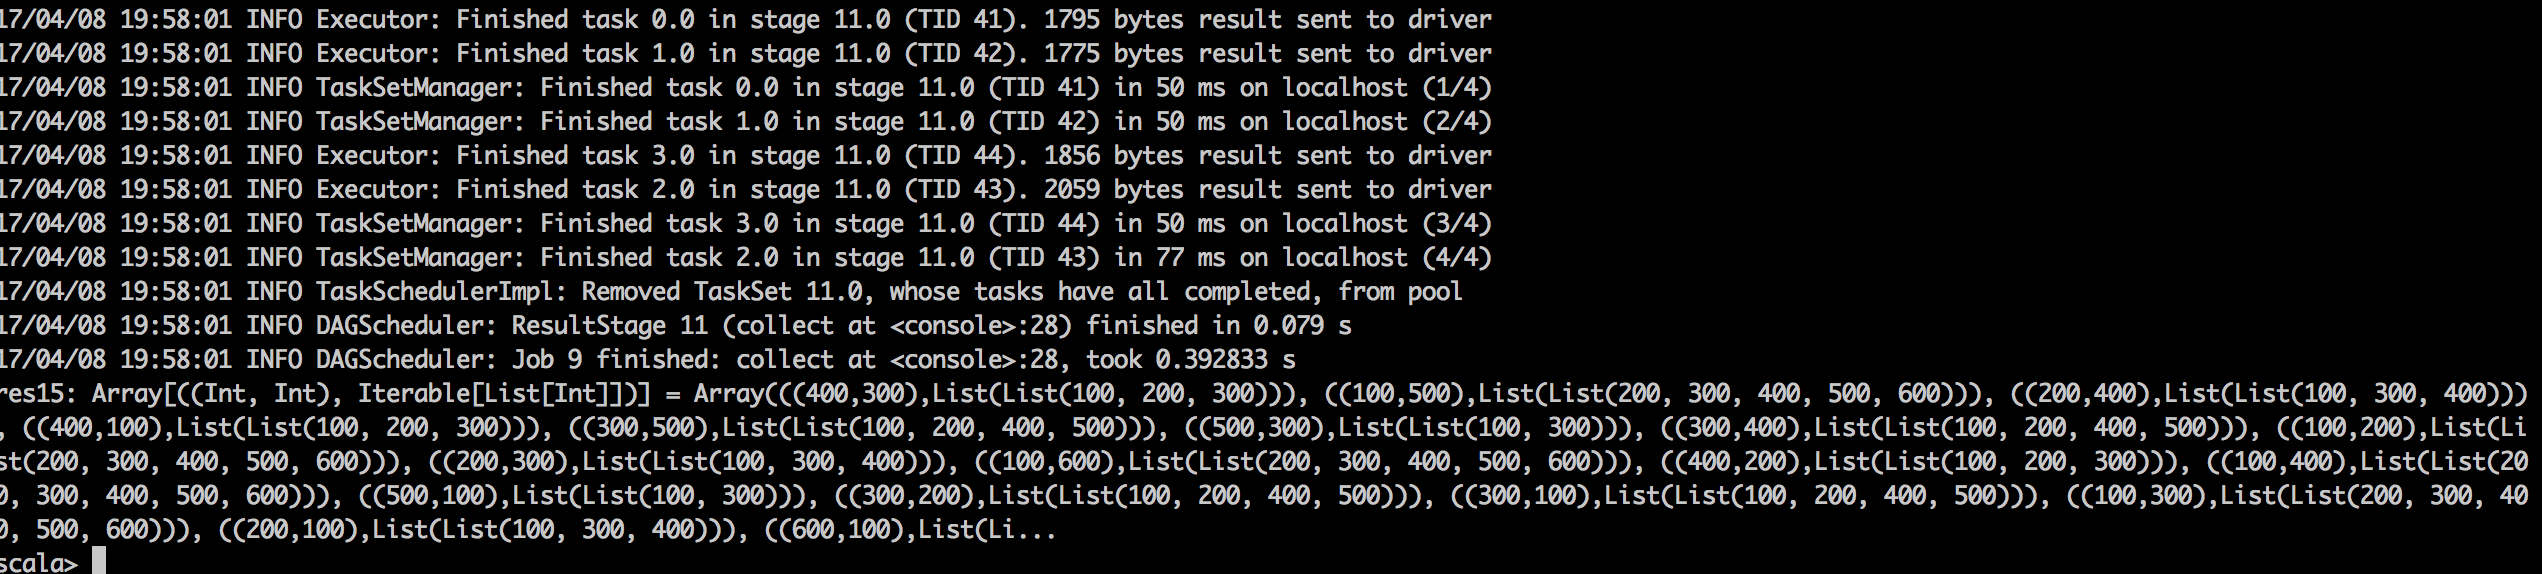 17/04/08 19:58:01 INFO Executor: Finished task 0.0 in stage 11.0 (TID 41). 1795 bytes result sent to driver
17/04/08 19:58:01 INFO Executor: Finished task 1.0 in stage 11.0 (TID 42). 1775 bytes result sent to driver
17/04/08 19:58:01 INFO TaskSetManager: Finished task 0.0 in stage 11.0 (TID 41) in 50 ms on localhost (1/4)
17/04/08 19:58:01 INFO TaskSetManager: Finished task 1.0 in stage 11.0 (TID 42) in 50 ms on localhost (2/4)
17/04/08 19:58:01 INFO Executor: Finished task 3.0 in stage 11.0 (TID 44). 1856 bytes result sent to driver
17/04/08 19:58:01 INFO Executor: Finished task 2.0 in stage 11.0 (TID 43). 2059 bytes result sent to driver
17/04/08 19:58:01 INFO TaskSetManager: Finished task 3.0 in stage 11.0 (TID 44) in 50 ms on localhost (3/4)
17/04/08 19:58:01 INFO TaskSetManager: Finished task 2.0 in stage 11.0 (TID 43) in 77 ms on localhost (4/4)
17/04/08 19:58:01 INFO TaskSchedulerImpl: Removed TaskSet 11.0, whose tasks have all completed, from pool
17/04/08 19:58:01 INFO DAGScheduler: ResultStage 11 (collect at <console>:28) finished in 0.079 s
17/04/08 19:58:01 INFO DAGScheduler: Job 9 finished: collect at <console>:28, took 0.392833 s
res15: Array[((Int, Int), Iterable[List[Int]])] = Array(((400,300),List(List(100, 200, 300))), ((100,500),List(List(200, 300, 400, 500, 600))), ((200,400),List(List(100, 300, 400)))
, ((400,100),List(List(100, 200, 300))), ((300,500),List(List(100, 200, 400, 500))), ((500,300),List(List(100, 300))), ((300,400),List(List(100, 200, 400, 500))), ((100,200),List(Li
st(200, 300, 400, 500, 600))), ((200,300),List(List(100, 300, 400))), ((100,600),List(List(200, 300, 400, 500, 600))), ((400,200),List(List(100, 200, 300))), ((100,400),List(List(20
0, 300, 400, 500, 600))), ((500,100),List(List(100, 300))), ((300,200),List(List(100, 200, 400, 500))), ((300,100),List(List(100, 200, 400, 500))), ((100,300),List(List(200, 300, 40
0, 500, 600))), ((200,100),List(List(100, 300, 400))), ((600,100),List(Li...
scala>